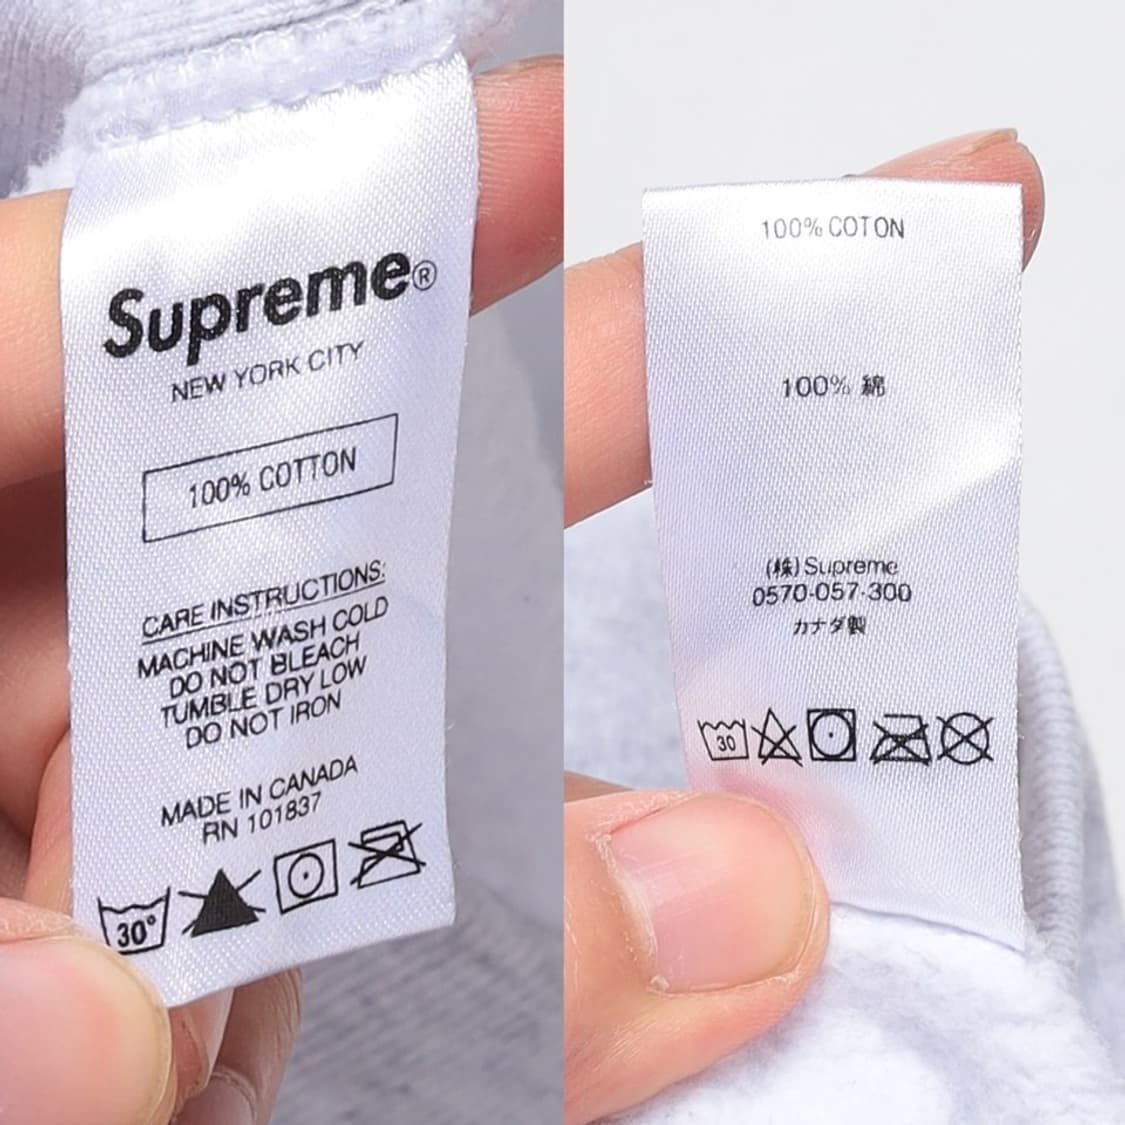 Supreme®
NEW YORK CITY
100% COTTON
CARE INSTRUCTIONS:
MACHINE WASH COLD
DO NOT BLEACH
TUMBLE DRY LOW
DO NOT IRON
MADE IN CANADA
RN 101837
30°
100% COTON
100% 綿
(株) Supreme
0570-057-300
カナダ製
30